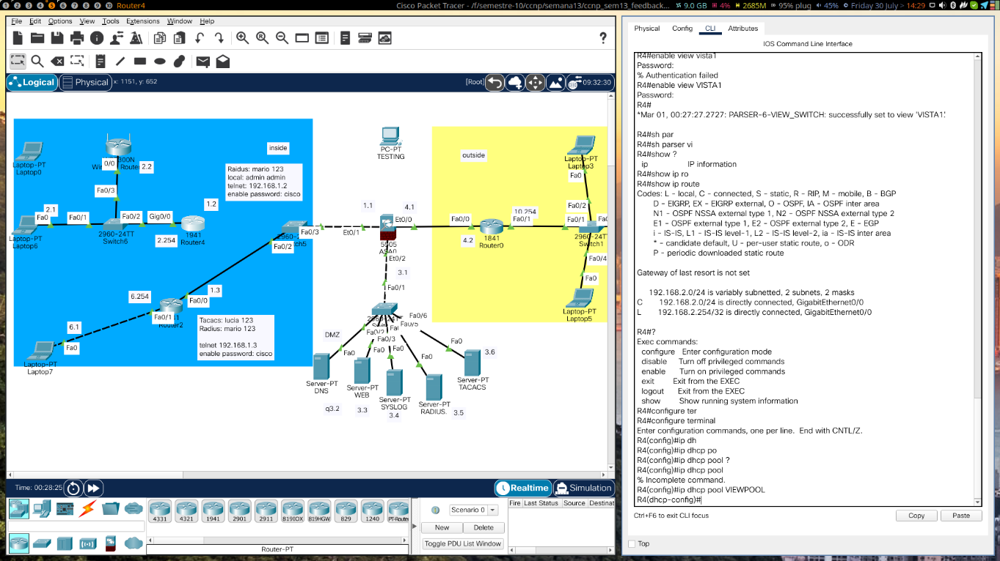 1 2 3 4 5 6 7 8 9 10 Router4
Cisco Packet Tracer - /f/semestre-10/ccnp/semana13/ccnp_sem13_feedback...
9.0 GB 4% 2685M 95% plug 45% Friday 30 July > 14:29
File Edit Options View Tools Extensions Window Help
?
Logical Physical x: 1151, y: 652
[Root] 09:32:30
inside
Raidus: mario 123
local: admin admin
telnet: 192.168.1.2
enable password: cisco
Laptop-PT
Laptop0
0/0
2.2
Fa0/3
2.1
1.2
Fa0
Fa0/1
Fa0/2
Gig0/0
Laptop-PT
Laptop6
2960-24TT
Switch6
2.254
1941
Router4
Fa0/3
Fa0/2
6.254
1.3
Fa0/0
Fa0/1
Router2
6.1
Fa0
Laptop-PT
Laptop7
Tacacs: lucia 123
Radius: mario 123
telnet 192.168.1.3
enable password: cisco
PC-PT
TESTING
1.1
4.1
Et0/0
Et0/1
5505
ASA0
Et0/2
3.1
Fa0/1
outside
Laptop-PT
Laptop3
Fa0
Fa0/2
10.254
Fa0/0
Fa0/1
Fa0/1
4.2
1841
Router0
2960-24TT
Switch1
Fa0/4
Fa0
Laptop-PT
Laptop5
Fa0/6
Fa0/5
Fa0/2
Fa0/3
DMZ
Fa0
Fa0
Fa0
Fa0
Fa0
3.6
Server-PT
DNS
Server-PT
WEB
Server-PT
SYSLOG
Server-PT
RADIUS.
Server-PT
TACACS
q3.2
3.3
3.4
3.5
Time: 00:28:25
Realtime Simulation
4331 4321 1941 2901 2911 819IOX 819HGW 829 1240 PT-Router
Router-PT
Scenario 0
New Delete
Toggle PDU List Window
Fire Last Status Source Destinat
Physical Config CLI Attributes
IOS Command Line Interface
R4#enable view vista1
Password:
% Authentication failed
R4#enable view VISTA1
Password:
R4#
*Mar 01, 00:27:27.2727: PARSER-6-VIEW_SWITCH: successfully set to view 'VISTA1'.
R4#sh par
R4#sh parser vi
R4#show ?
ip IP information
R4#show ip ro
R4#show ip route
Codes: L - local, C - connected, S - static, R - RIP, M - mobile, B - BGP
D - EIGRP, EX - EIGRP external, O - OSPF, IA - OSPF inter area
N1 - OSPF NSSA external type 1, N2 - OSPF NSSA external type 2
E1 - OSPF external type 1, E2 - OSPF external type 2, E - EGP
i - IS-IS, L1 - IS-IS level-1, L2 - IS-IS level-2, ia - IS-IS inter area
* - candidate default, U - per-user static route, o - ODR
P - periodic downloaded static route
Gateway of last resort is not set
192.168.2.0/24 is variably subnetted, 2 subnets, 2 masks
C 192.168.2.0/24 is directly connected, GigabitEthernet0/0
L 192.168.2.254/32 is directly connected, GigabitEthernet0/0
R4#?
Exec commands:
configure Enter configuration mode
disable Turn off privileged commands
enable Turn on privileged commands
exit Exit from the EXEC
logout Exit from the EXEC
show Show running system information
R4#configure ter
R4#configure terminal
Enter configuration commands, one per line. End with CNTL/Z.
R4(config)#ip dh
R4(config)#ip dhcp po
R4(config)#ip dhcp pool ?
R4(config)#ip dhcp pool
% Incomplete command.
R4(config)#ip dhcp pool VIEWPOOL
R4(dhcp-config)#
Ctrl+F6 to exit CLI focus
Copy Paste
Top